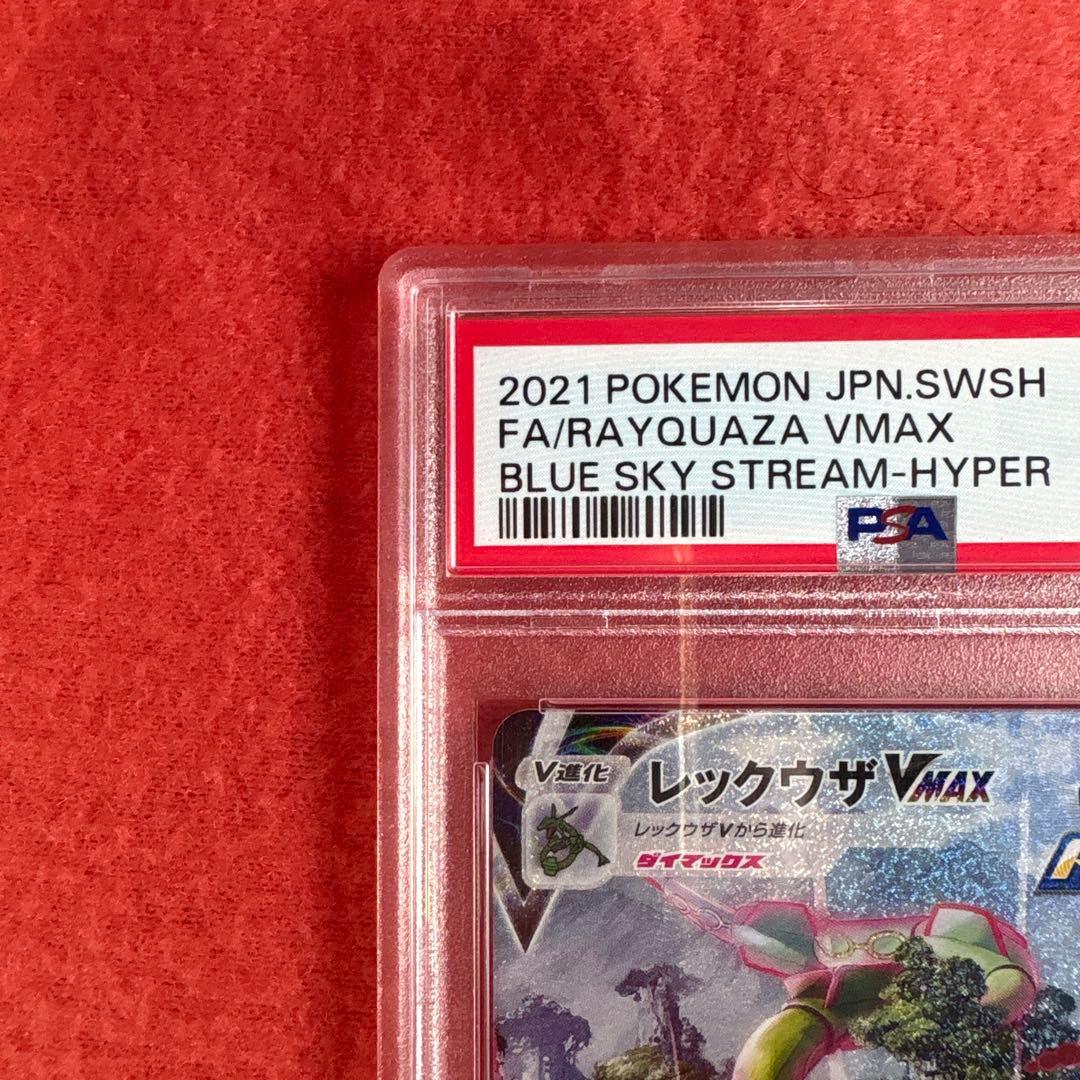 2021 POKEMON JPN.SWSH
FA/RAYQUAZA VMAX
BLUE SKY STREAM-HYPER
PSA
V進化
レックウザVMAX
レックウザVから進化
ダイマックス